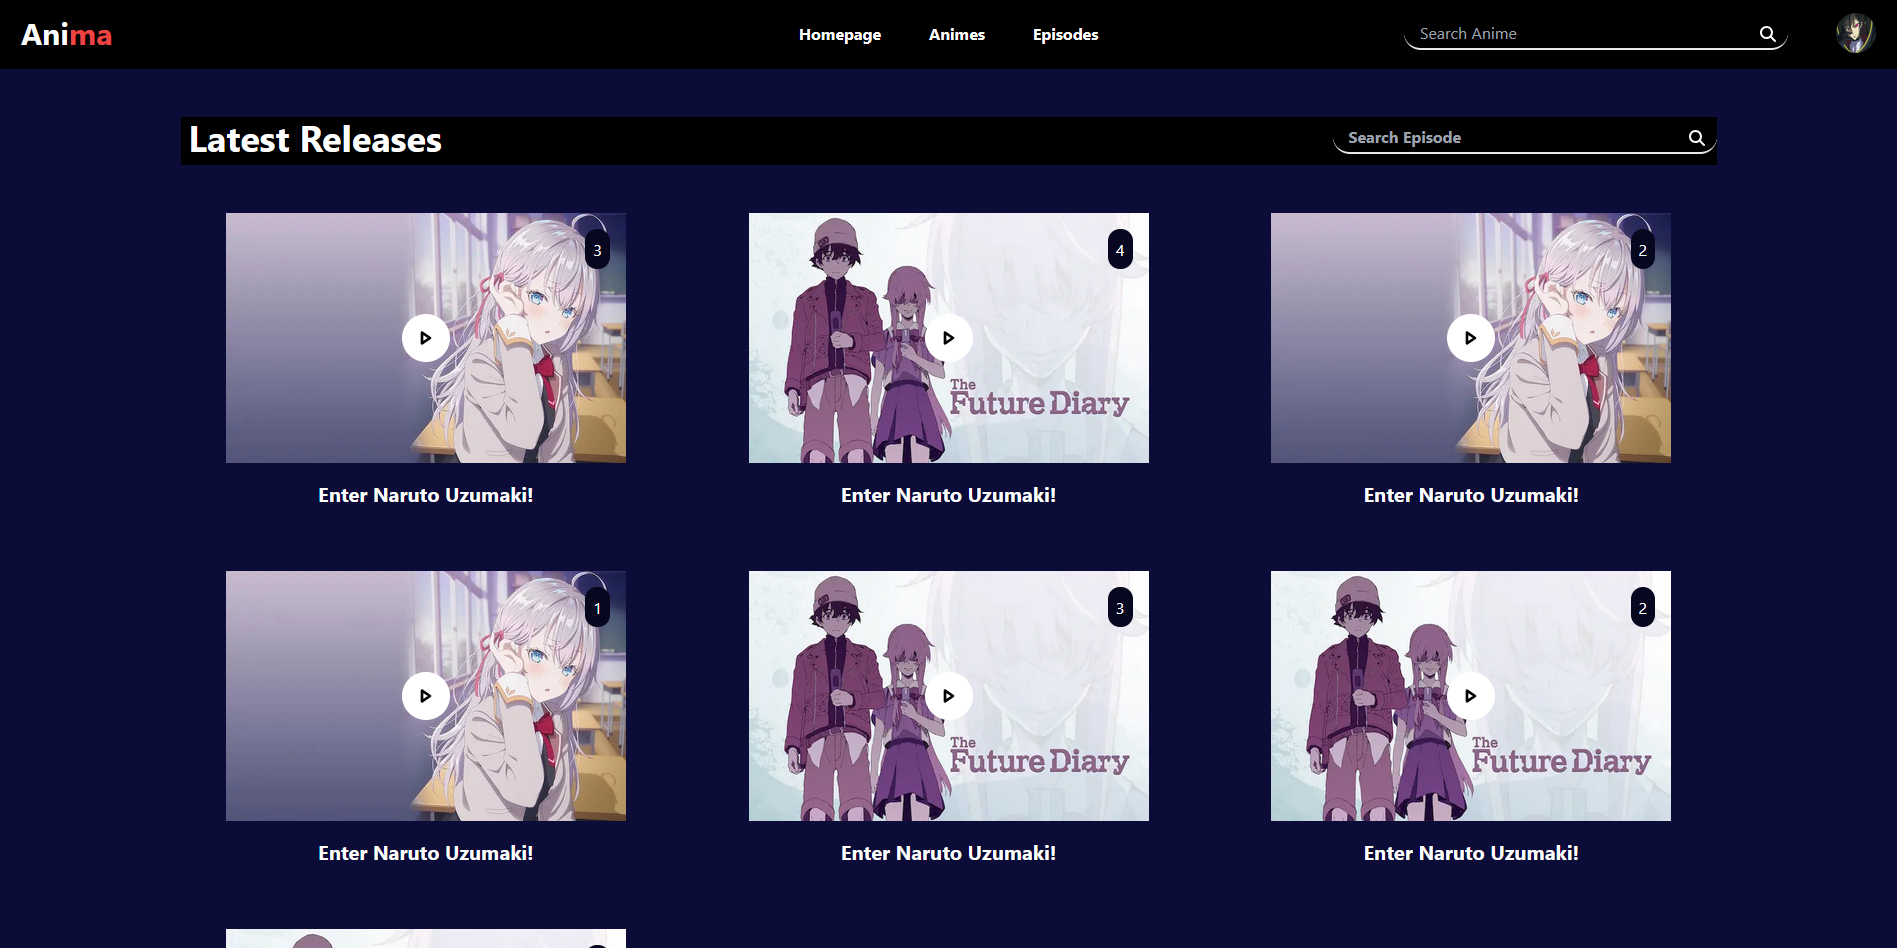 Anima
Homepage
Animes
Episodes
Search Anime
Latest Releases
Search Episode
3
4
The
Future Diary
2
Enter Naruto Uzumaki!
Enter Naruto Uzumaki!
Enter Naruto Uzumaki!
1
3
The
Future Diary
2
The
Future Diary
Enter Naruto Uzumaki!
Enter Naruto Uzumaki!
Enter Naruto Uzumaki!